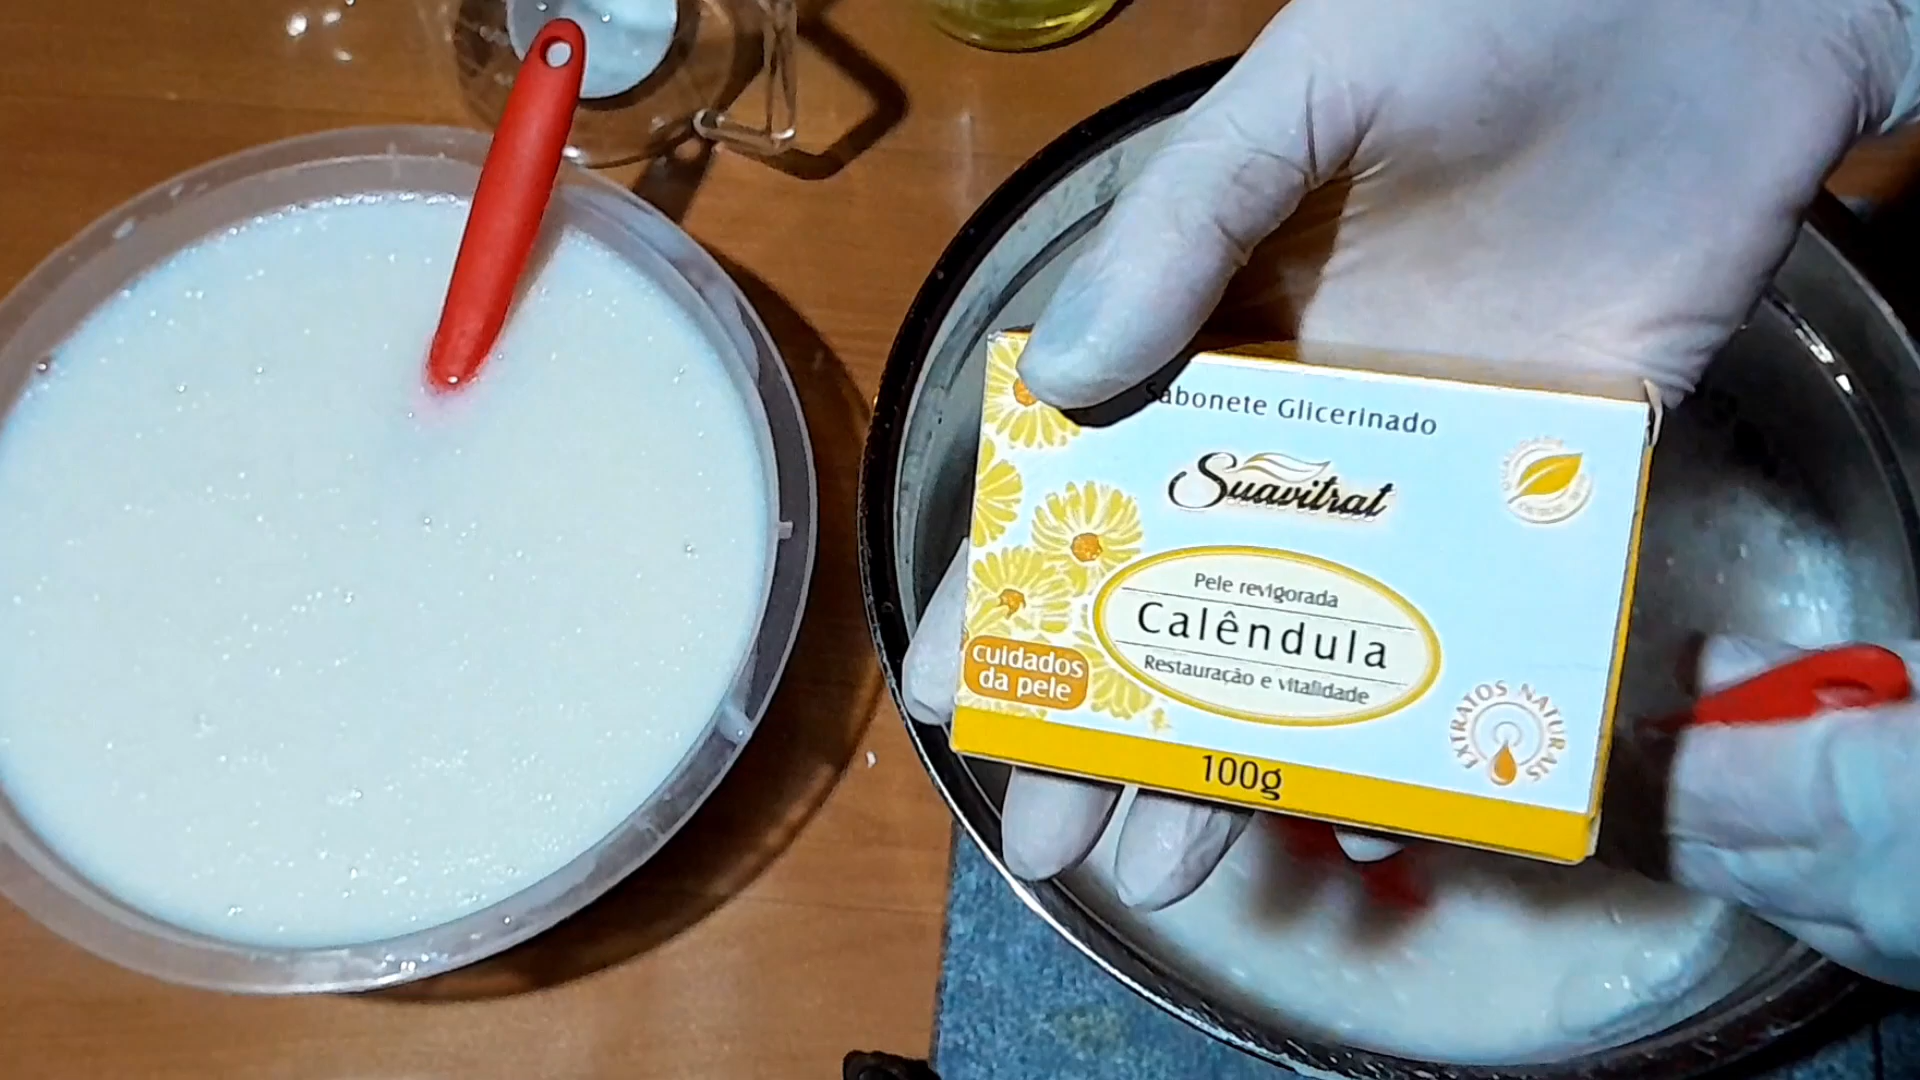 Sabonete Glicerinado
Suavitrat
Pele revigorada
Calêndula
Restauração e vitalidade
cuidados
da pele
EXTRATOS NATURAIS
100g